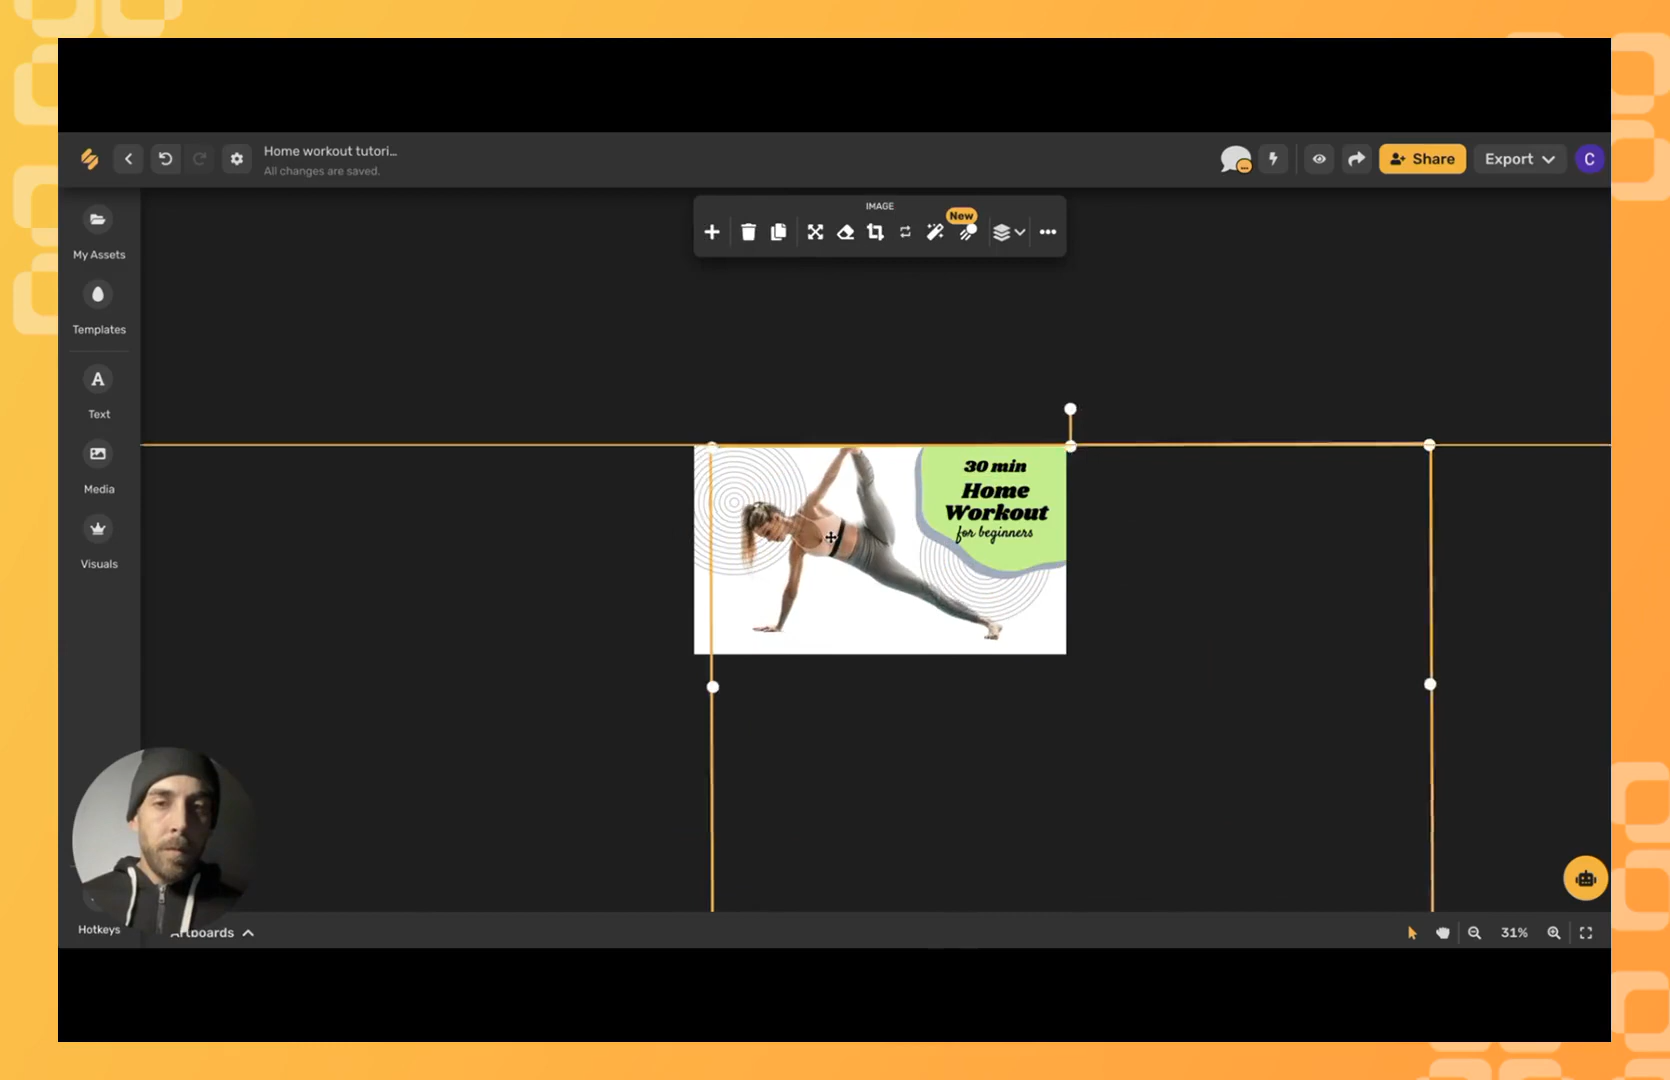 Home workout tutori...
All changes are saved.
Share
Export
C
IMAGE
New
My Assets
Templates
A
Text
Media
Visuals
30 min
Home
Workout
for beginners
Hotkeys
Artboards
31%